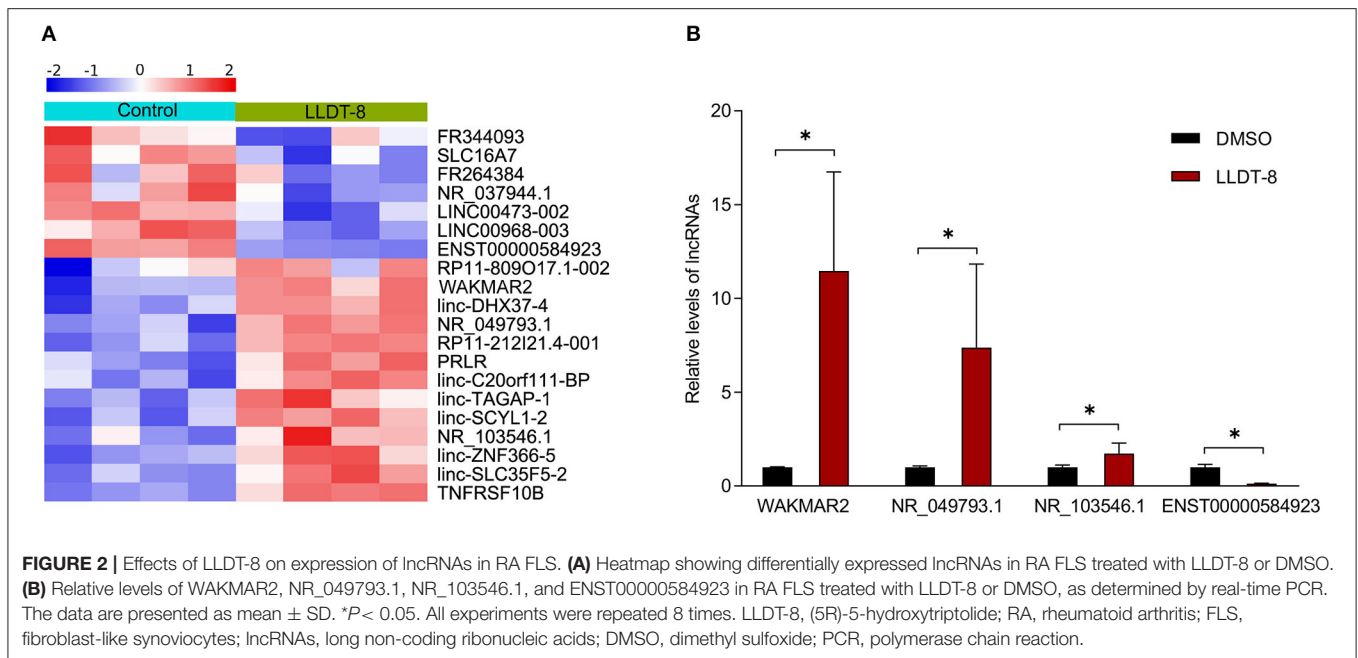 A
-2 -1 0 1 2
Control LLDT-8
FR344093
SLC16A7
FR264384
NR_037944.1
LINC00473-002
LINC00968-003
ENST00000584923
RP11-809O17.1-002
WAKMAR2
linc-DHX37-4
NR_049793.1
RP11-212I21.4-001
PRLR
linc-C20orf111-BP
linc-TAGAP-1
linc-SCYL1-2
NR_103546.1
linc-ZNF366-5
linc-SLC35F5-2
TNFRSF10B
B
Relative levels of lncRNAs
20
15
10
5
0
* * * *
DMSO
LLDT-8
WAKMAR2 NR_049793.1 NR_103546.1 ENST00000584923
FIGURE 2 | Effects of LLDT-8 on expression of lncRNAs in RA FLS. (A) Heatmap showing differentially expressed lncRNAs in RA FLS treated with LLDT-8 or DMSO.
(B) Relative levels of WAKMAR2, NR_049793.1, NR_103546.1, and ENST00000584923 in RA FLS treated with LLDT-8 or DMSO, as determined by real-time PCR.
The data are presented as mean ± SD. *P< 0.05. All experiments were repeated 8 times. LLDT-8, (5R)-5-hydroxytriptolide; RA, rheumatoid arthritis; FLS,
fibroblast-like synoviocytes; lncRNAs, long non-coding ribonucleic acids; DMSO, dimethyl sulfoxide; PCR, polymerase chain reaction.